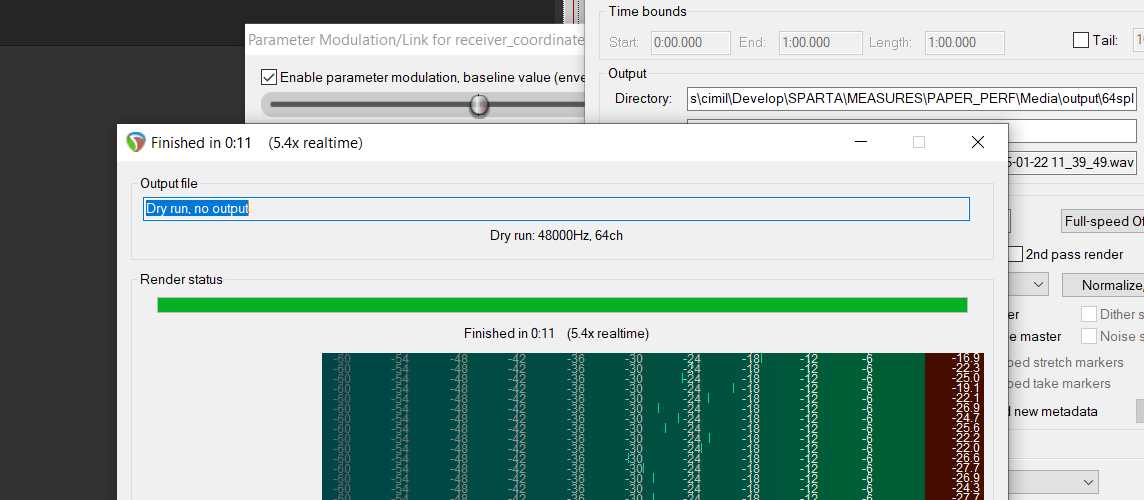 Time bounds
Parameter Modulation/Link for receiver_coordinate
Start: 0:00.000 End: 1:00.000 Length: 1:00.000 Tail:
Enable parameter modulation, baseline value (enve
Output
Directory: s\cimil\Develop\SPARTA\MEASURES\PAPER_PERF\Media\output\64spl
Finished in 0:11 (5.4x realtime)
5-01-22 11_39_49.wav
Output file
Dry run, no output
Full-speed Of
Dry run: 48000Hz, 64ch
2nd pass render
Render status
Normalize,
er Dither s
Finished in 0:11 (5.4x realtime)
e master Noise s
-60 -54 -48 -42 -36 -30 -24 -18 -12 -6 -16.9
-60 -54 -48 -42 -36 -30 -24 -18 -12 -6 -22.3
-60 -54 -48 -42 -36 -30 -24 -18 -12 -6 -25.0
-60 -54 -48 -42 -36 -30 -24 -18 -12 -6 -19.1
-60 -54 -48 -42 -36 -30 -24 -18 -12 -6 -22.1
-60 -54 -48 -42 -36 -30 -24 -18 -12 -6 -26.9
-60 -54 -48 -42 -36 -30 -24 -18 -12 -6 -24.7
-60 -54 -48 -42 -36 -30 -24 -18 -12 -6 -25.6
-60 -54 -48 -42 -36 -30 -24 -18 -12 -6 -22.2
-60 -54 -48 -42 -36 -30 -24 -18 -12 -6 -22.0
-60 -54 -48 -42 -36 -30 -24 -18 -12 -6 -26.6
-60 -54 -48 -42 -36 -30 -24 -18 -12 -6 -27.7
-60 -54 -48 -42 -36 -30 -24 -18 -12 -6 -26.9
-60 -54 -48 -42 -36 -30 -24 -18 -12 -6 -24.3
-60 -54 -48 -42 -36 -30 -24 -18 -12 -6 -27.7
ped stretch markers
ped take markers
d new metadata